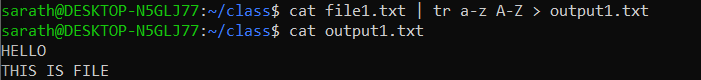 sarath@DESKTOP-N5GLJ77:~/class$ cat file1.txt | tr a-z A-Z > output1.txt
sarath@DESKTOP-N5GLJ77:~/class$ cat output1.txt
HELLO
THIS IS FILE